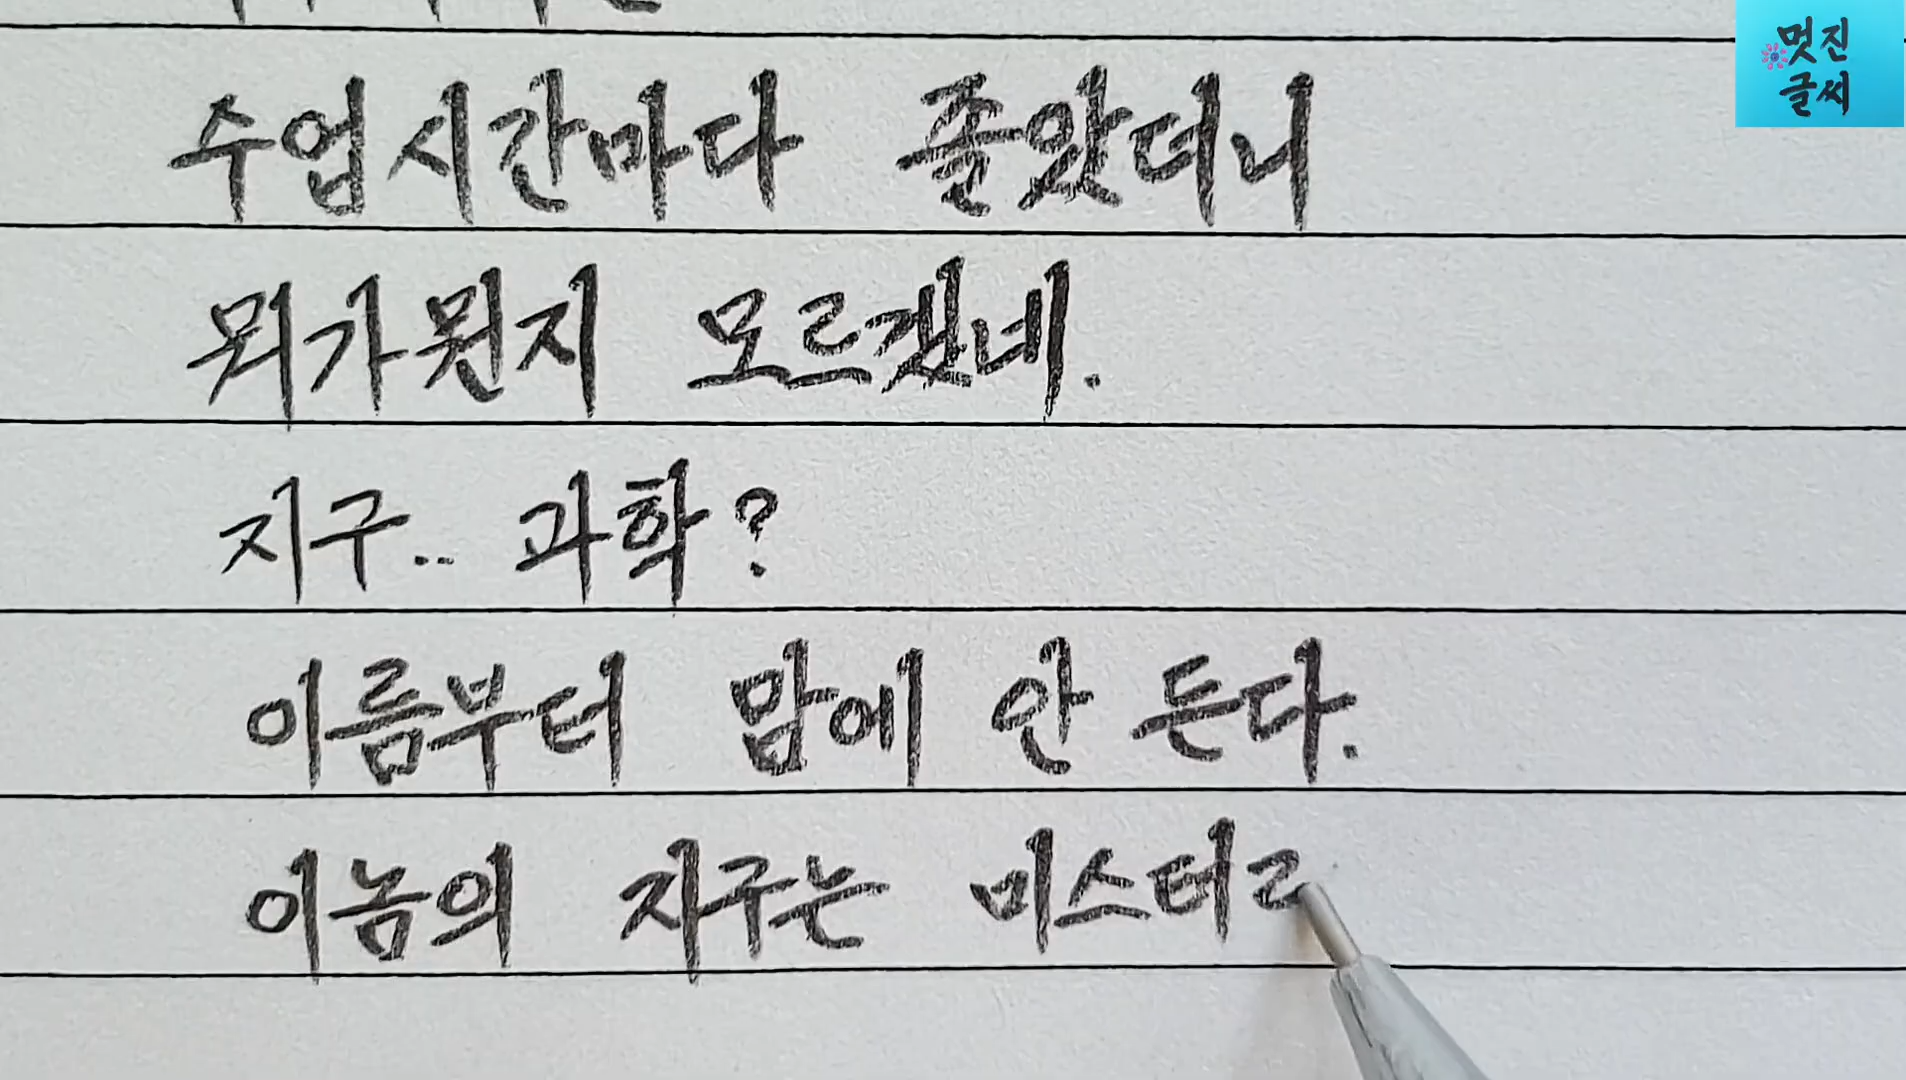 멋진
글씨
수업시간마다 졸았더니
뭐가 뭔지 모르겠네.
지구.. 과학?
이름부터 맘에 안 든다.
이놈의 지구는 미스터ㄹ